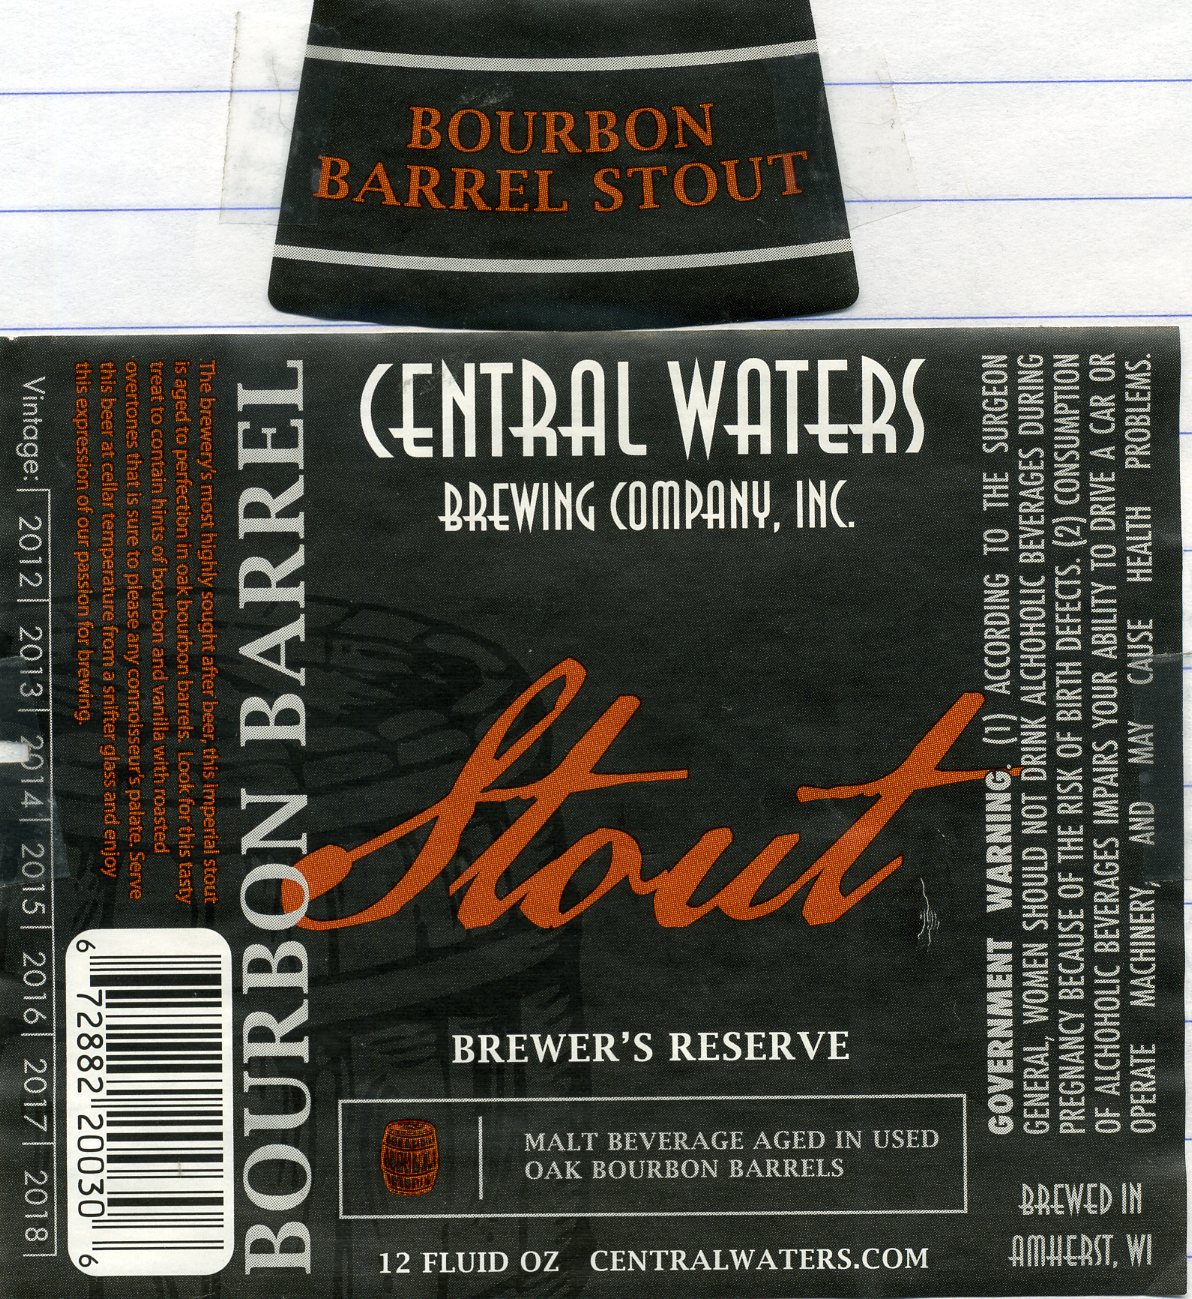 BOURBON
BARREL STOUT
CENTRAL WATERS
BREWING COMPANY, INC.
BOURBON BARREL
Stout
BREWER'S RESERVE
MALT BEVERAGE AGED IN USED
OAK BOURBON BARRELS
12 FLUID OZ CENTRALWATERS.COM
The brewery's most highly sought after beer, this imperial stout
is aged to perfection in oak bourbon barrels. Look for this tasty
treat to contain hints of bourbon and vanilla with roasted
overtones that is sure to please any connoisseur's palate. Serve
this beer at cellar temperature from a snifter glass and enjoy
this expression of our passion for brewing.
Vintage: | 2012 | 2013 | 2014 | 2015 | 2016 | 2017 | 2018 |
6 72882 20030 6
GOVERNMENT WARNING: (1) ACCORDING TO THE SURGEON
GENERAL, WOMEN SHOULD NOT DRINK ALCHOHOLIC BEVERAGES DURING
PREGNANCY BECAUSE OF THE RISK OF BIRTH DEFECTS. (2) CONSUMPTION
OF ALCHOHOLIC BEVERAGES IMPAIRS YOUR ABILITY TO DRIVE A CAR OR
OPERATE MACHINERY, AND MAY CAUSE HEALTH PROBLEMS.
BREWED IN
AMHERST, WI